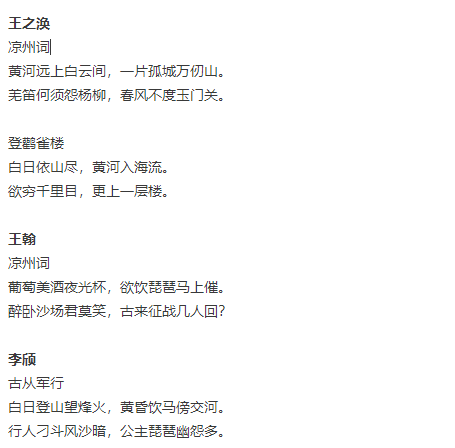 王之涣
凉州词
黄河远上白云间，一片孤城万仞山。
羌笛何须怨杨柳，春风不度玉门关。
登鹳雀楼
白日依山尽，黄河入海流。
欲穷千里目，更上一层楼。
王翰
凉州词
葡萄美酒夜光杯，欲饮琵琶马上催。
醉卧沙场君莫笑，古来征战几人回？
李颀
古从军行
白日登山望烽火，黄昏饮马傍交河。
行人刁斗风沙暗，公主琵琶幽怨多。